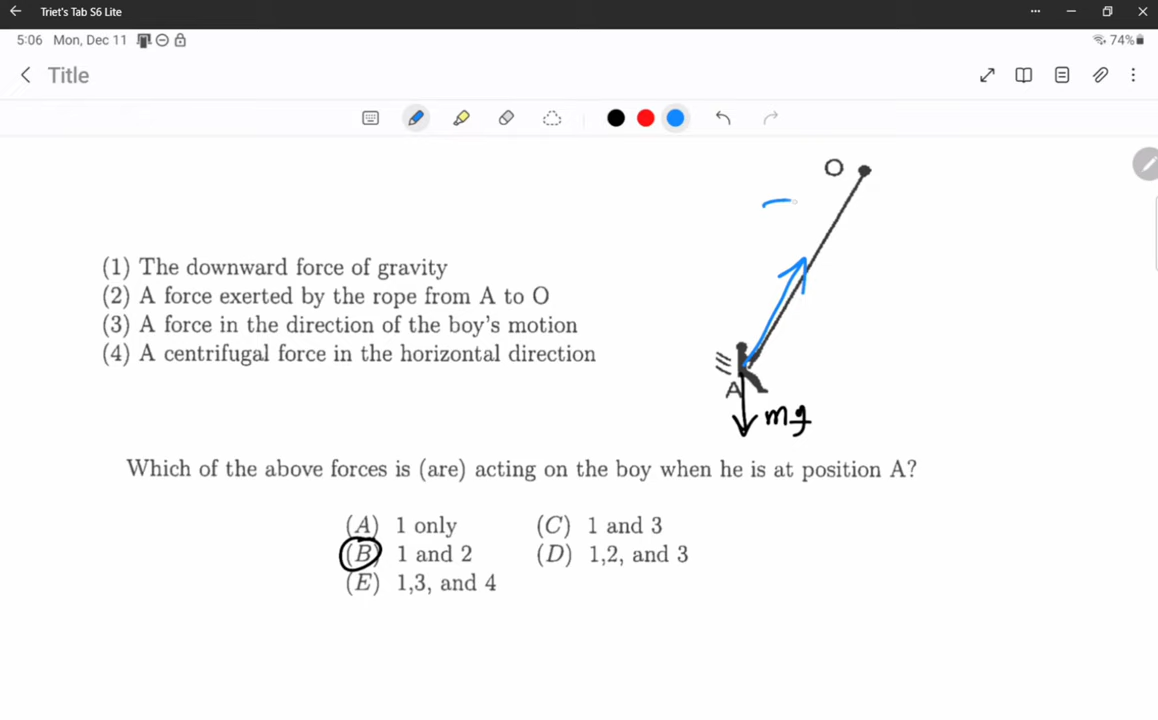 Triet's Tab S6 Lite
5:06 Mon, Dec 11 74%
Title
O
(1) The downward force of gravity
(2) A force exerted by the rope from A to O
(3) A force in the direction of the boy's motion
(4) A centrifugal force in the horizontal direction
A
mg
Which of the above forces is (are) acting on the boy when he is at position A?
(A) 1 only (C) 1 and 3
(B) 1 and 2 (D) 1,2, and 3
(E) 1,3, and 4